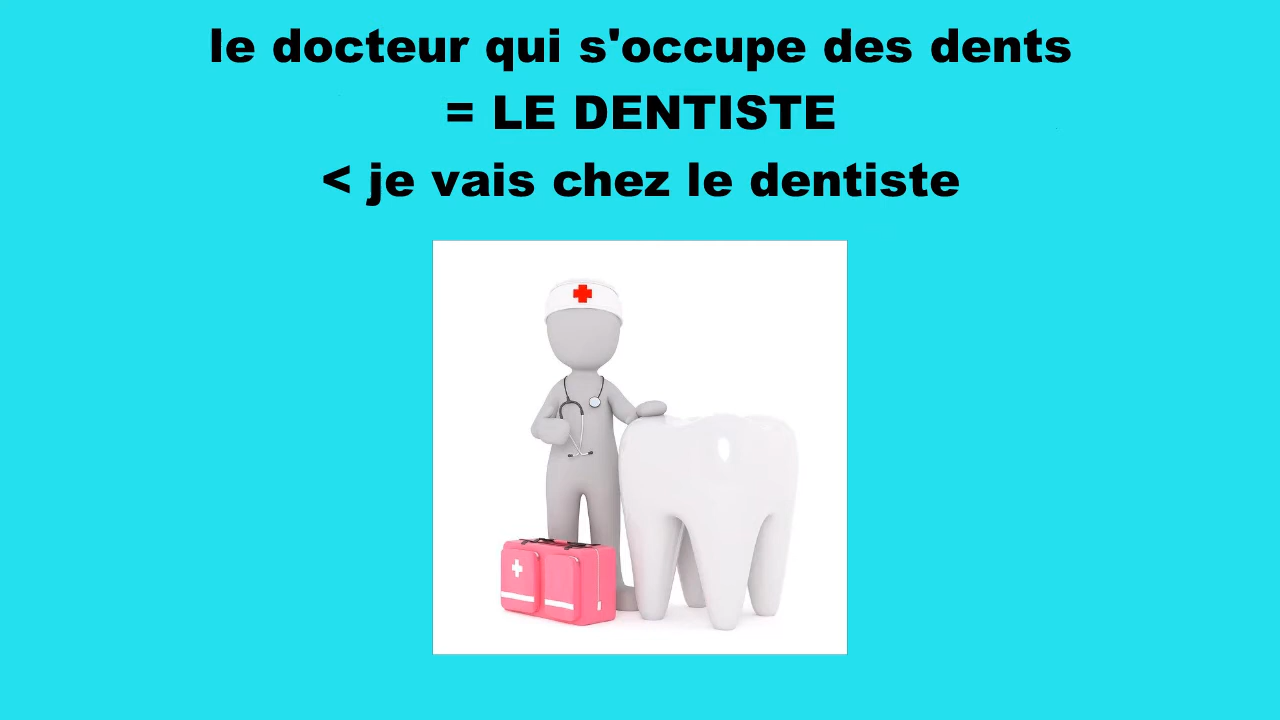 le docteur qui s'occupe des dents
= LE DENTISTE
< je vais chez le dentiste